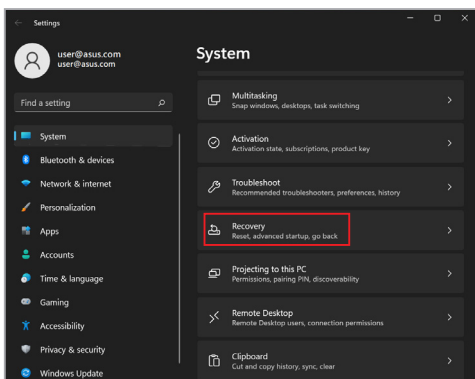 Settings
user@asus.com
user@asus.com
Find a setting
System
Bluetooth & devices
Network & internet
Personalization
Apps
Accounts
Time & language
Gaming
Accessibility
Privacy & security
Windows Update
System
Multitasking
Snap windows, desktops, task switching
Activation
Activation state, subscriptions, product key
Troubleshoot
Recommended troubleshooters, preferences, history
Recovery
Reset, advanced startup, go back
Projecting to this PC
Permissions, pairing PIN, discoverability
Remote Desktop
Remote Desktop users, connection permissions
Clipboard
Cut and copy history, sync, clear